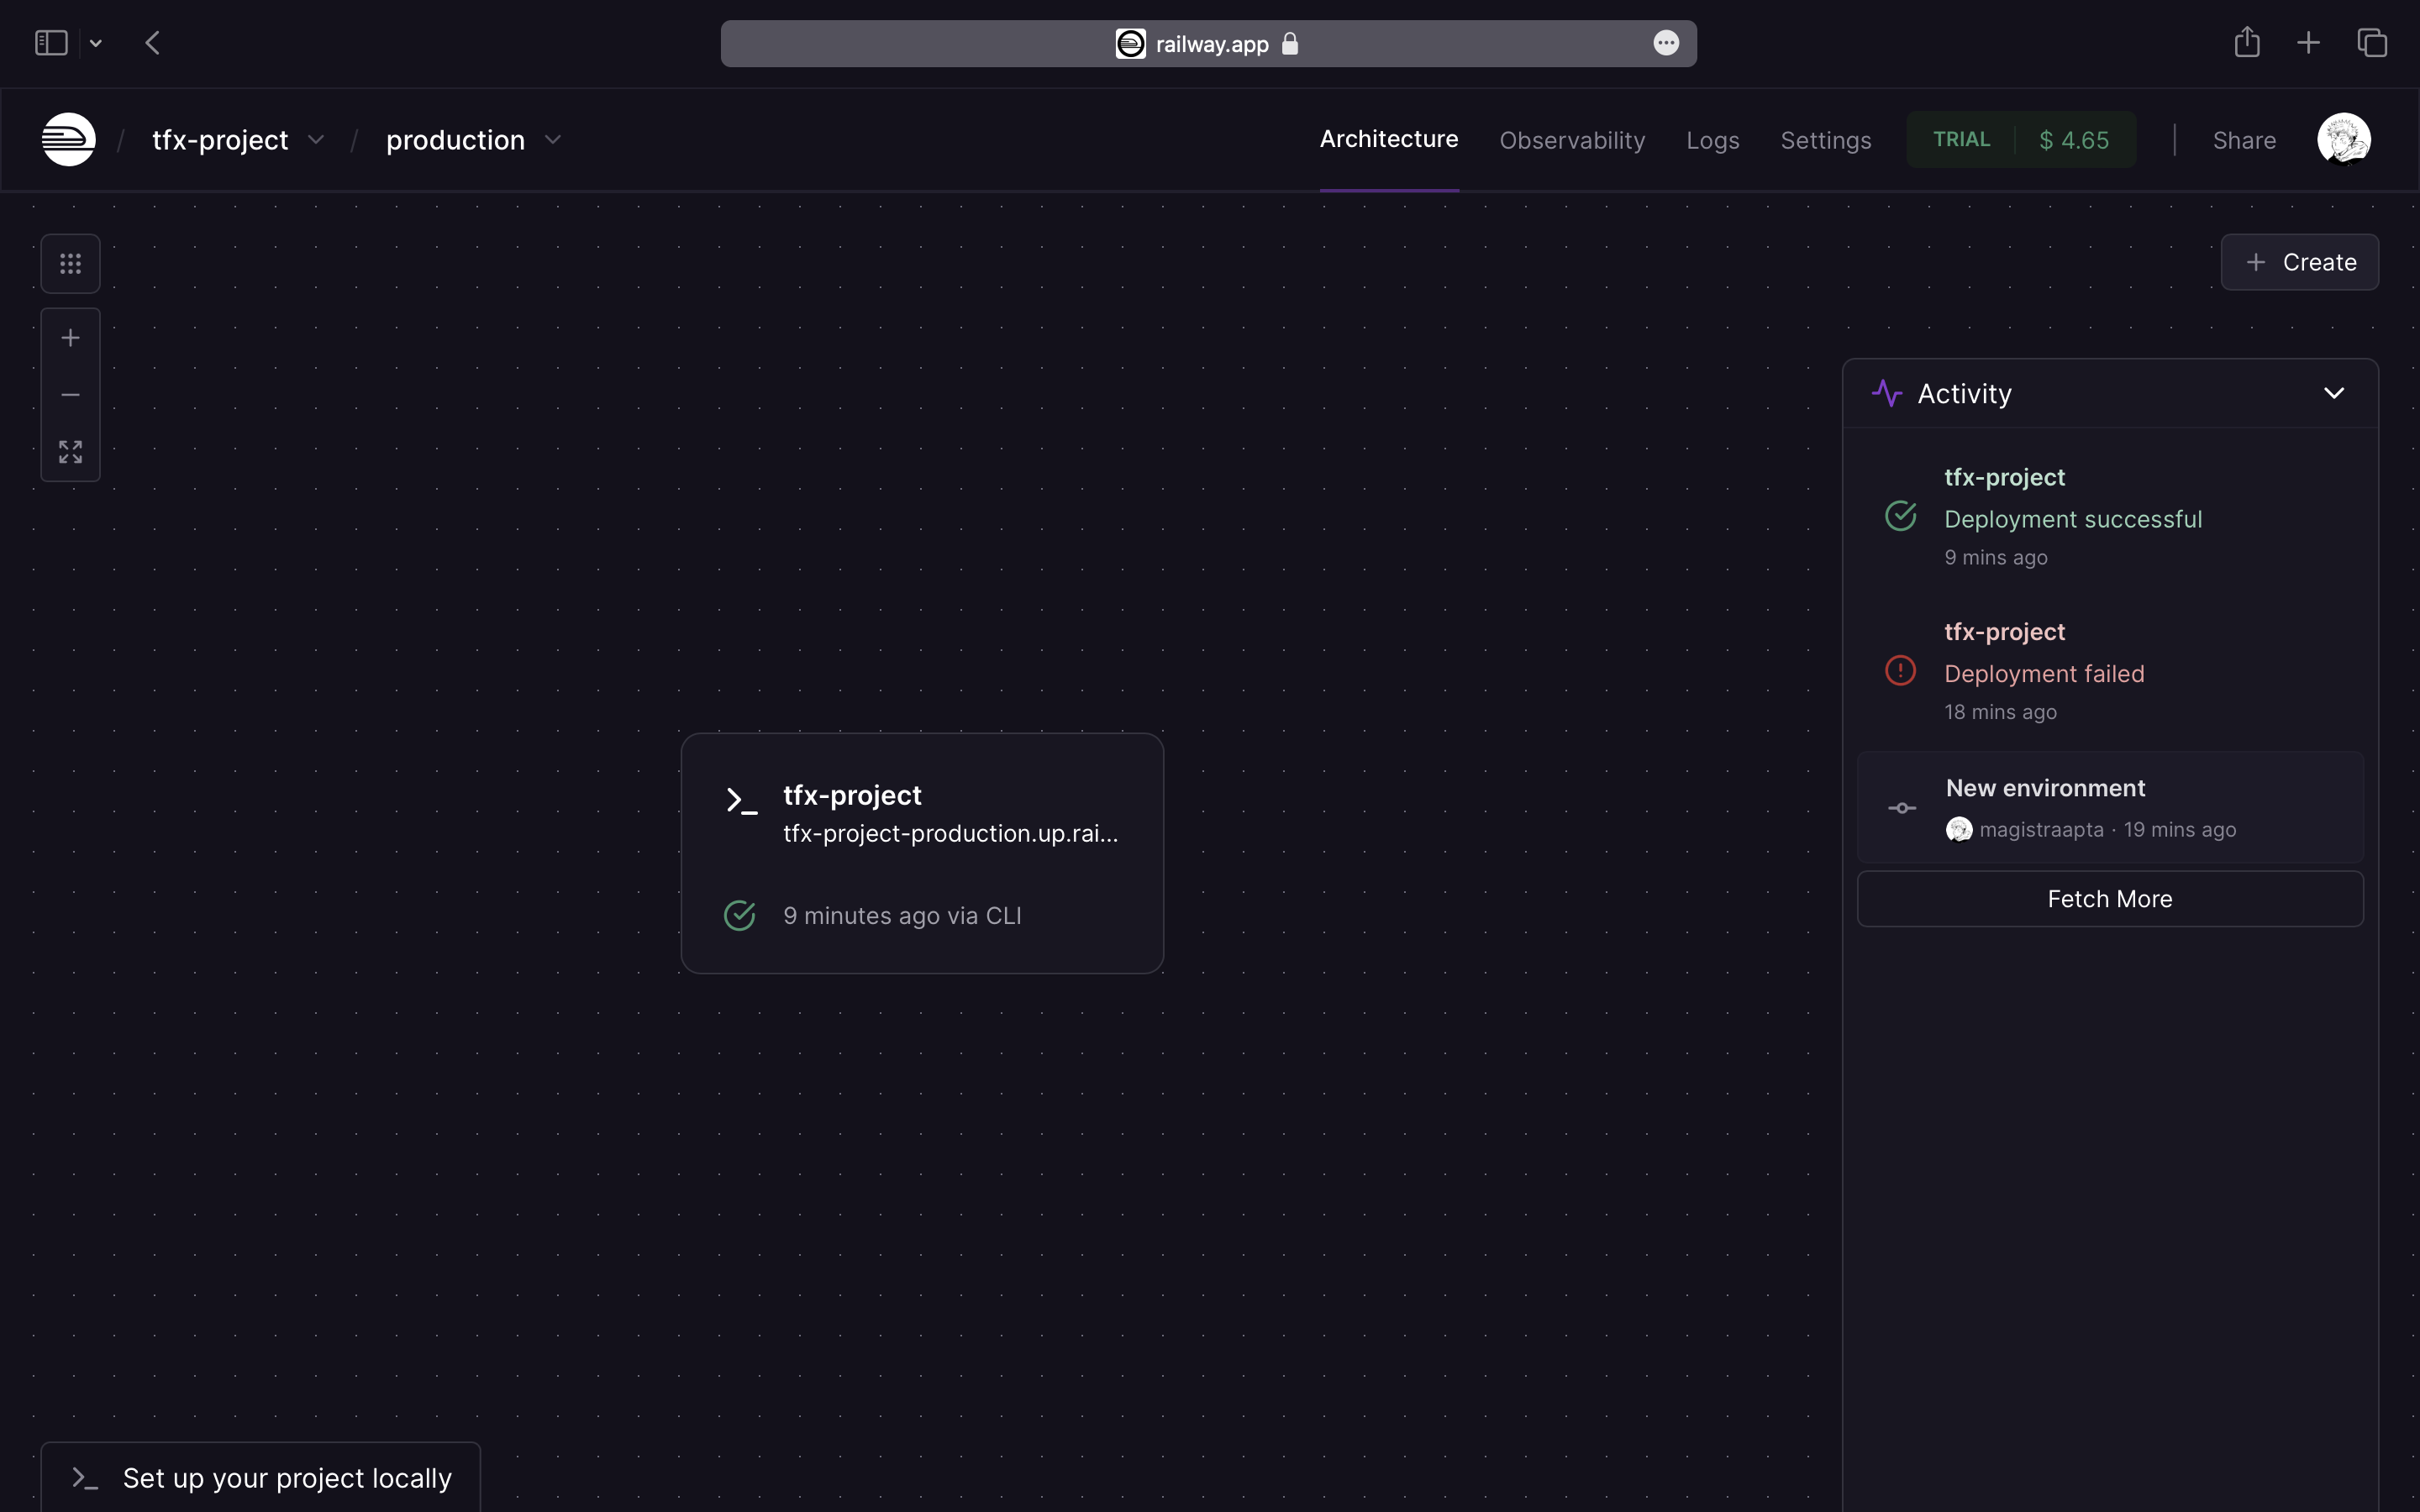 railway.app
tfx-project / production
Architecture
Observability
Logs
Settings
TRIAL
$ 4.65
Share
Create
Activity
tfx-project
Deployment successful
9 mins ago
tfx-project
Deployment failed
18 mins ago
New environment
magistraapta · 19 mins ago
Fetch More
tfx-project
tfx-project-production.up.rai...
9 minutes ago via CLI
Set up your project locally